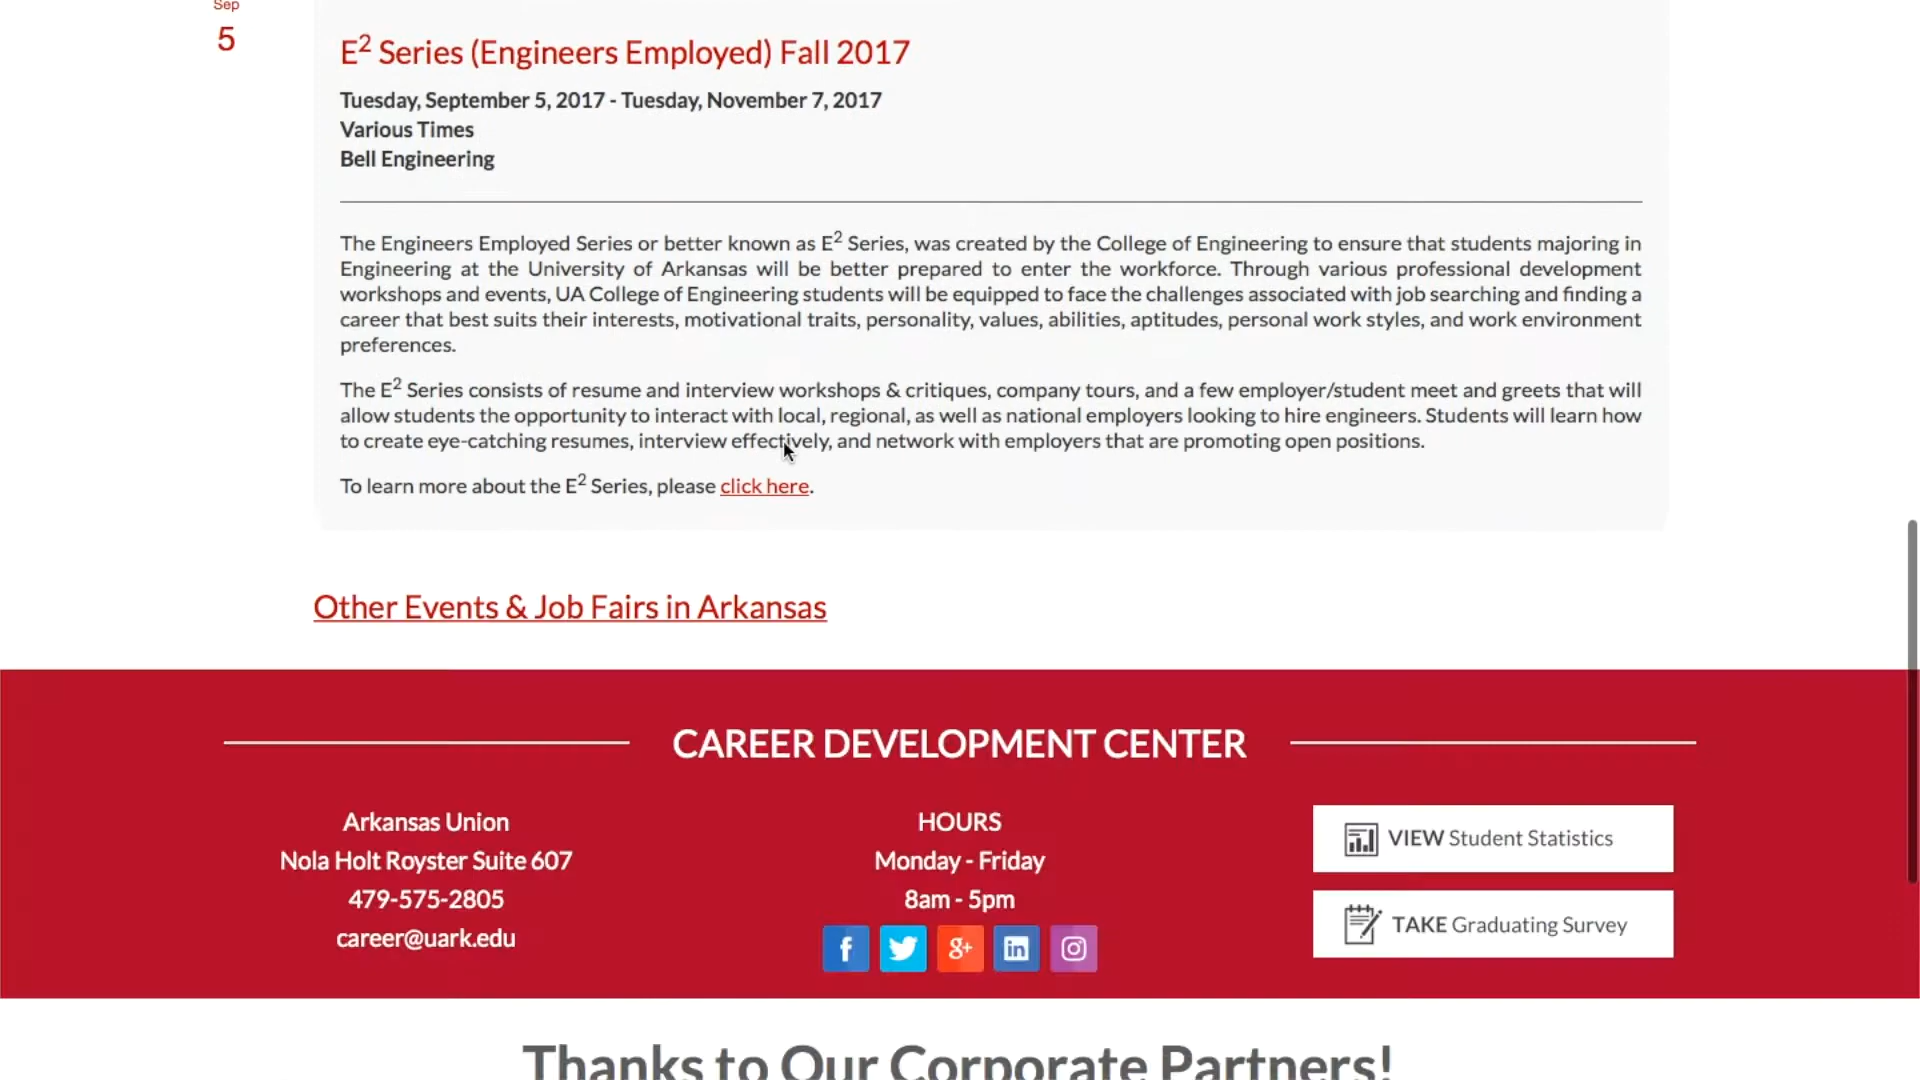 Sep
5
E² Series (Engineers Employed) Fall 2017
Tuesday, September 5, 2017 - Tuesday, November 7, 2017
Various Times
Bell Engineering
The Engineers Employed Series or better known as E² Series, was created by the College of Engineering to ensure that students majoring in
Engineering at the University of Arkansas will be better prepared to enter the workforce. Through various professional development
workshops and events, UA College of Engineering students will be equipped to face the challenges associated with job searching and finding a
career that best suits their interests, motivational traits, personality, values, abilities, aptitudes, personal work styles, and work environment
preferences.
The E² Series consists of resume and interview workshops & critiques, company tours, and a few employer/student meet and greets that will
allow students the opportunity to interact with local, regional, as well as national employers looking to hire engineers. Students will learn how
to create eye-catching resumes, interview effectively, and network with employers that are promoting open positions.
To learn more about the E² Series, please click here.
Other Events & Job Fairs in Arkansas
CAREER DEVELOPMENT CENTER
Arkansas Union
Nola Holt Royster Suite 607
479-575-2805
career@uark.edu
HOURS
Monday - Friday
8am - 5pm
f g+ in
VIEW Student Statistics
TAKE Graduating Survey
Thanks to Our Corporate Partners!